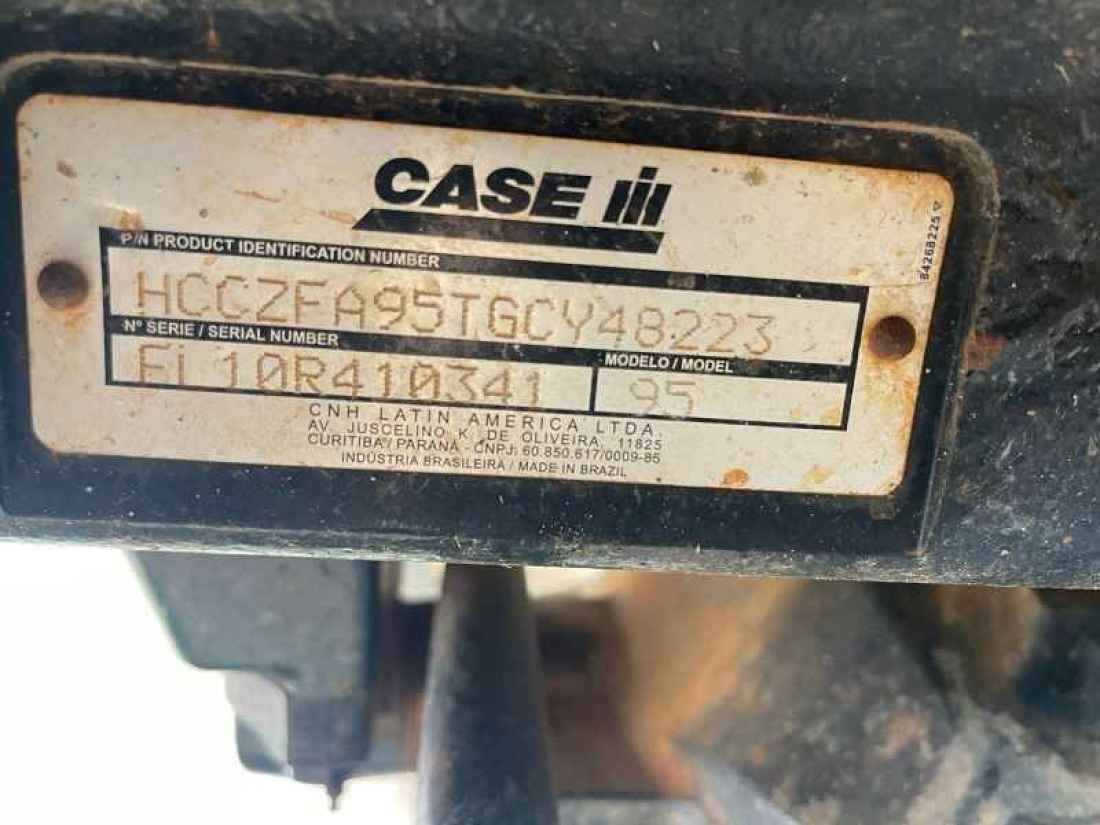 CASE IH
P/N PRODUCT IDENTIFICATION NUMBER
HCCZFA95TGCY48223
Nº SERIE / SERIAL NUMBER
FL10R410341
MODELO / MODEL
95
CNH LATIN AMERICA LTDA.
AV. JUSCELINO K. DE OLIVEIRA, 11825
CURITIBA / PARANÁ - CNPJ: 60.850.617/0009-85
INDÚSTRIA BRASILEIRA / MADE IN BRAZIL
84268225